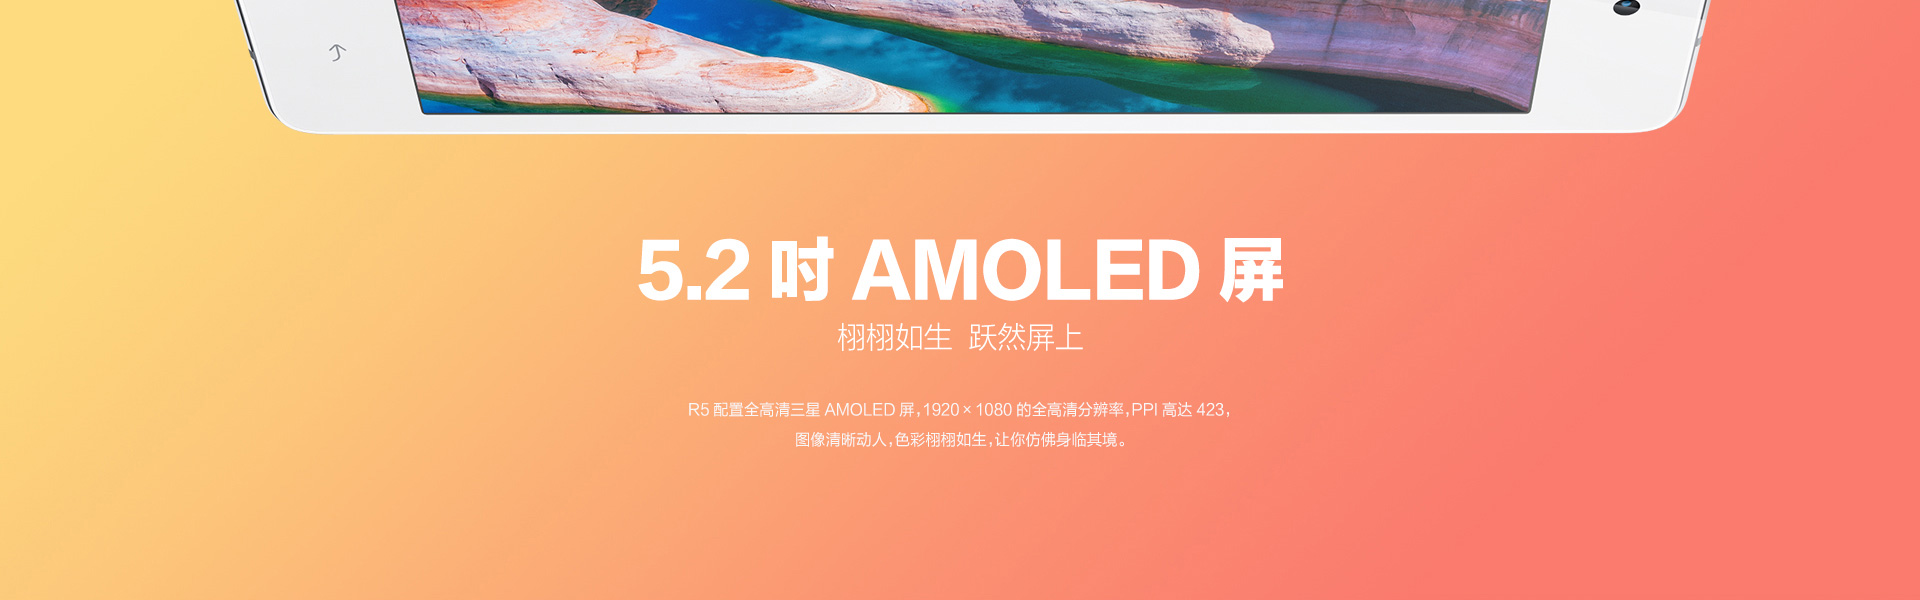 5.2 吋 AMOLED 屏
栩栩如生 跃然屏上
R5 配置全高清三星 AMOLED 屏，1920 × 1080 的全高清分辨率，PPI 高达 423，
图像清晰动人，色彩栩栩如生，让你仿佛身临其境。